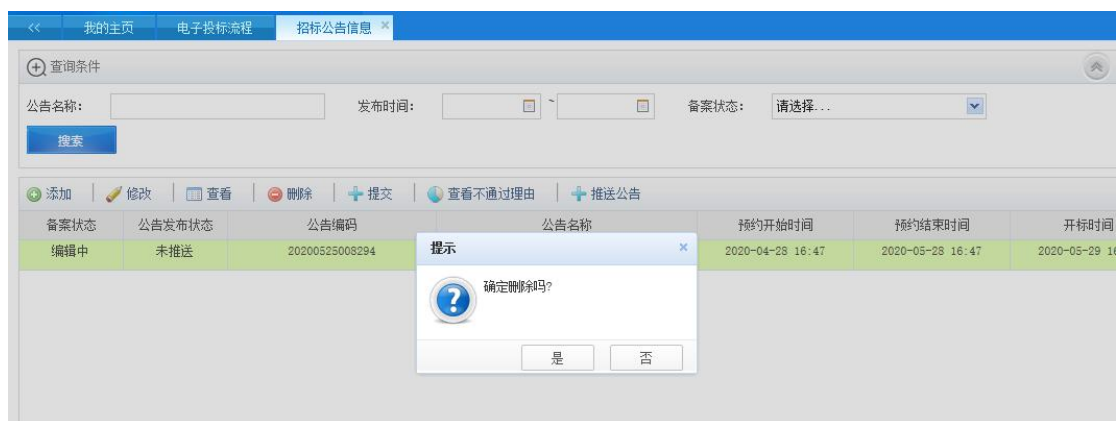 << 我的主页 电子投标流程 招标公告信息 ×
查询条件
公告名称: 发布时间: ~ 备案状态: 请选择...
搜索
添加 修改 查看 删除 提交 查看不通过理由 推送公告
备案状态 公告发布状态 公告编码 公告名称 预约开始时间 预约结束时间 开标时间
编辑中 未推送 20200525008294 2020-04-28 16:47 2020-05-28 16:47 2020-05-29 16
提示 ×
确定删除吗?
是 否